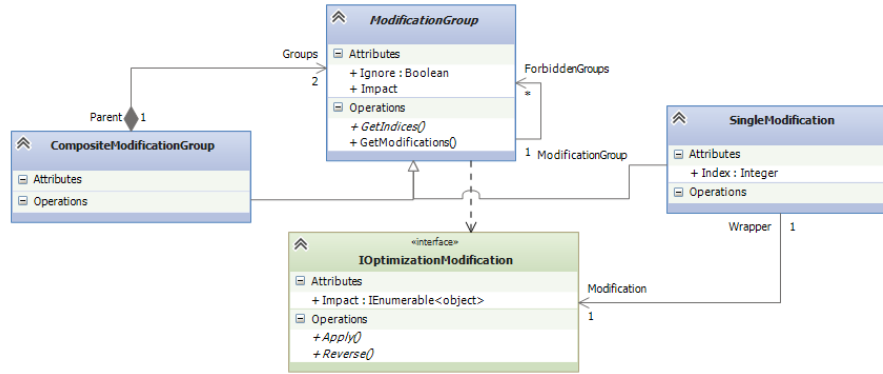 ModificationGroup
Attributes
+ Ignore : Boolean
+ Impact
Operations
+ GetIndices()
+ GetModifications()
Groups
2
Parent
1
ForbiddenGroups
*
1
ModificationGroup
CompositeModificationGroup
Attributes
Operations
SingleModification
Attributes
+ Index : Integer
Operations
Wrapper
1
«interface»
IOptimizationModification
Attributes
+ Impact : IEnumerable<object>
Operations
+ Apply()
+ Reverse()
Modification
1